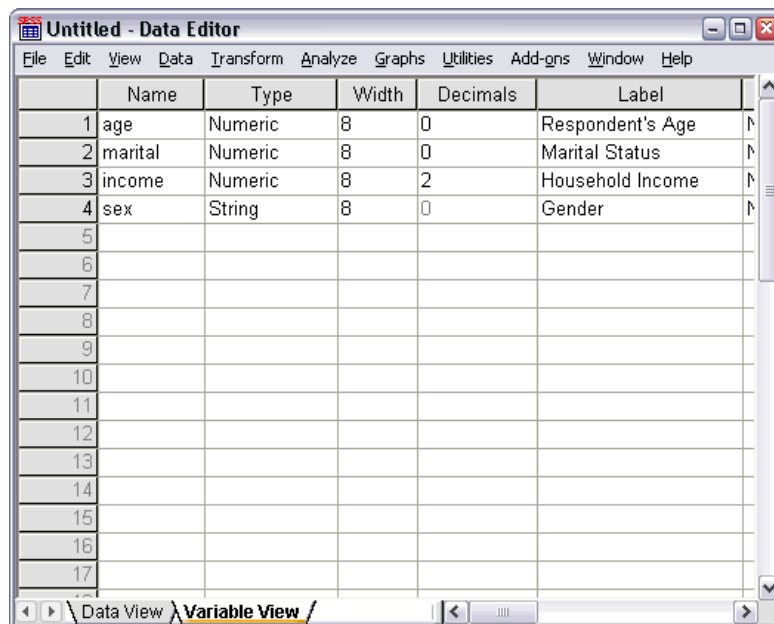 Untitled - Data Editor
File Edit View Data Transform Analyze Graphs Utilities Add-ons Window Help
Name Type Width Decimals Label
1 age Numeric 8 0 Respondent's Age
2 marital Numeric 8 0 Marital Status
3 income Numeric 8 2 Household Income
4 sex String 8 0 Gender
5
6
7
8
9
10
11
12
13
14
15
16
17
Data View Variable View